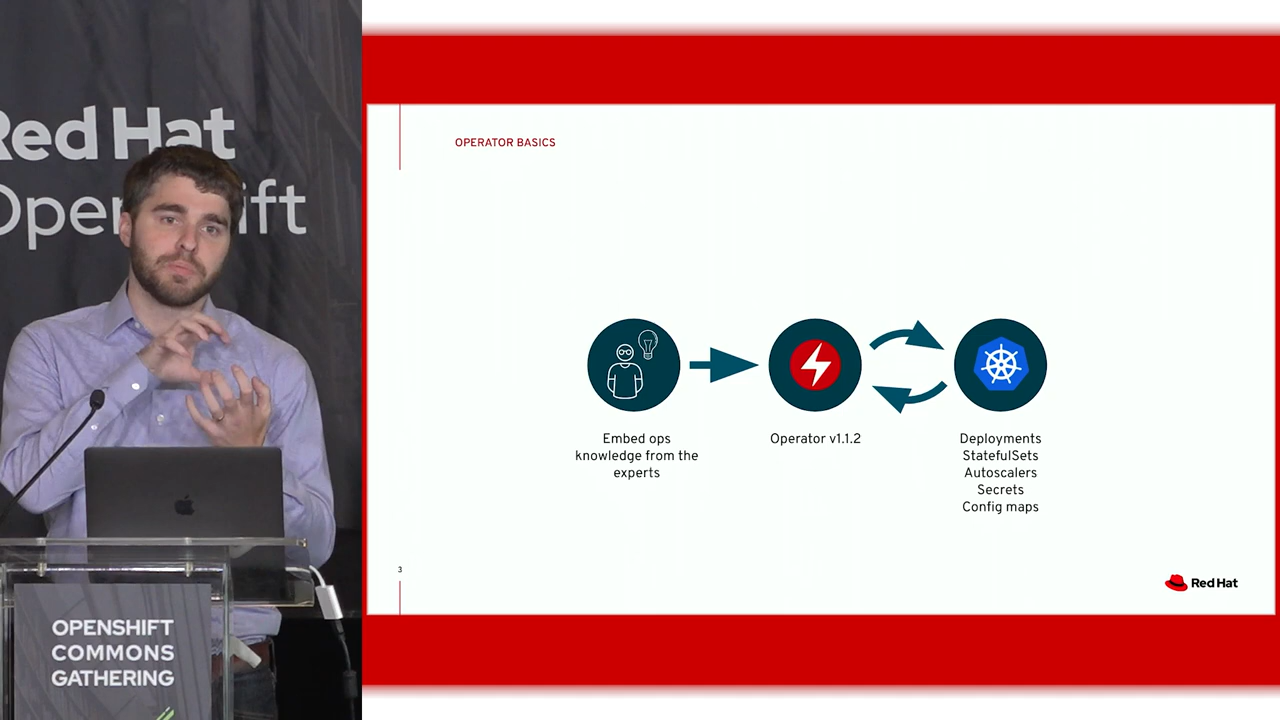 Red Hat
OpenShift
OPENSHIFT
COMMONS
GATHERING
OPERATOR BASICS
Embed ops
knowledge from the
experts
Operator v1.1.2
Deployments
StatefulSets
Autoscalers
Secrets
Config maps
3
Red Hat